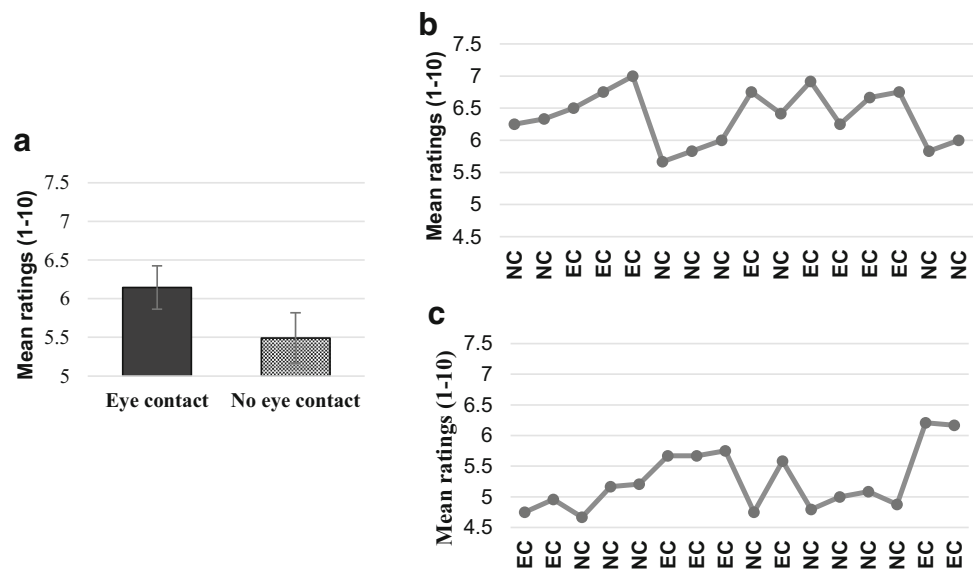 a
Mean ratings (1-10)
7.5
7
6.5
6
5.5
5
Eye contact
No eye contact
b
Mean ratings (1-10)
7.5
7
6.5
6
5.5
5
4.5
NC NC EC EC EC NC NC NC EC NC EC NC EC EC NC NC
c
Mean ratings (1-10)
7.5
7
6.5
6
5.5
5
4.5
EC EC NC NC NC EC EC EC NC EC NC NC NC NC EC EC